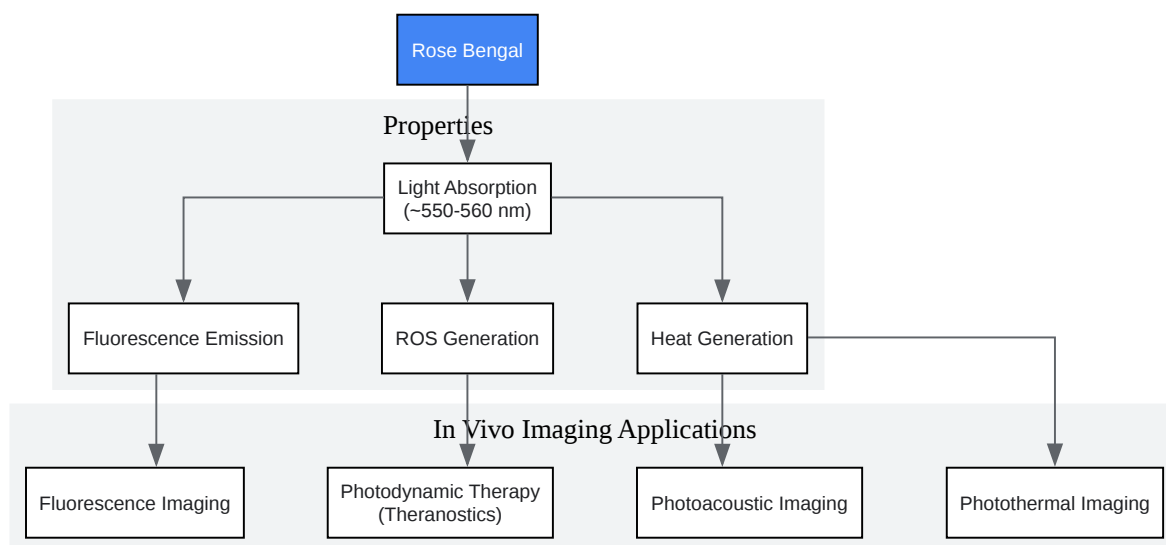 Rose Bengal
Properties
Light Absorption
(~550-560 nm)
Fluorescence Emission
ROS Generation
Heat Generation
In Vivo Imaging Applications
Fluorescence Imaging
Photodynamic Therapy
(Theranostics)
Photoacoustic Imaging
Photothermal Imaging